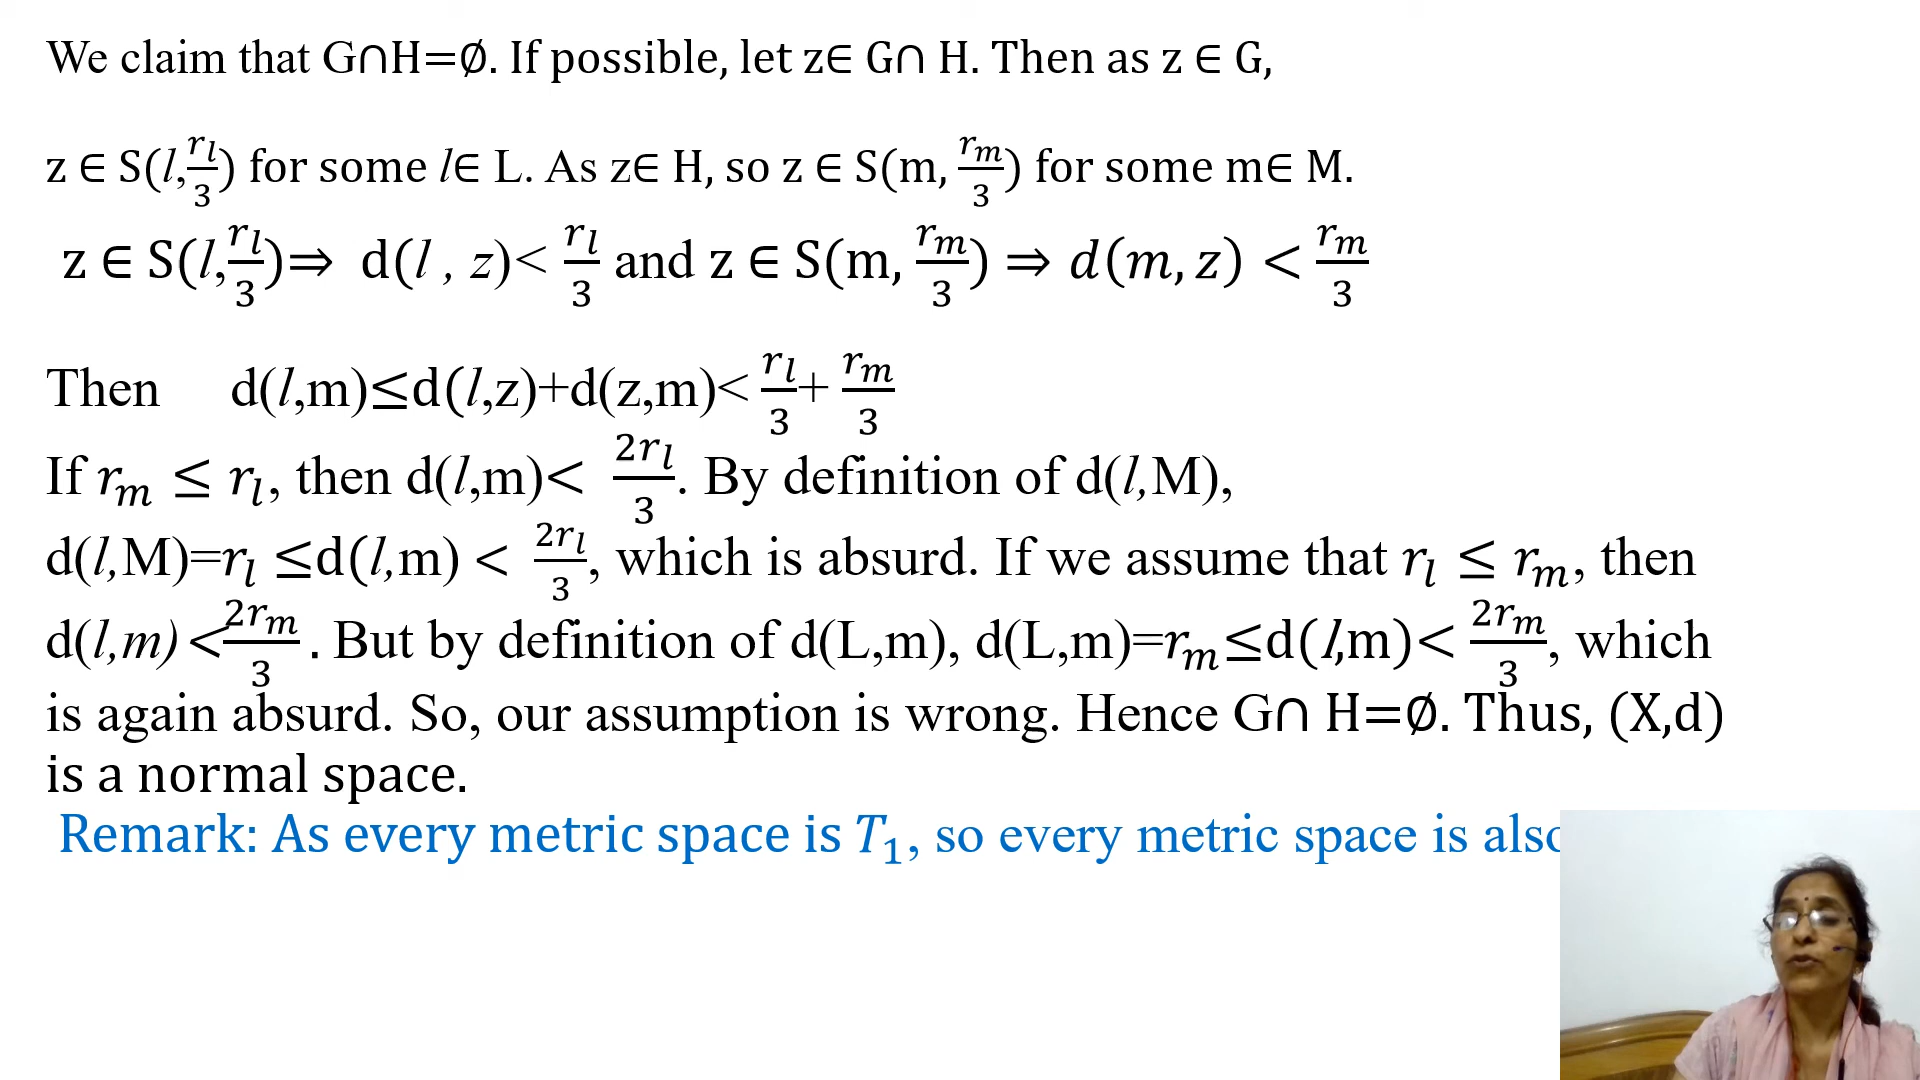 We claim that G∩H=∅. If possible, let z∈ G∩ H. Then as z ∈ G,
z ∈ S(l,r_l/3) for some l∈ L. As z∈ H, so z ∈ S(m, r_m/3) for some m∈ M.
z ∈ S(l,r_l/3)⇒ d(l , z)< r_l/3 and z ∈ S(m, r_m/3) ⇒ d(m, z) < r_m/3
Then d(l,m)≤d(l,z)+d(z,m)< r_l/3+ r_m/3
If r_m ≤ r_l, then d(l,m)< 2r_l/3. By definition of d(l,M),
d(l,M)=r_l ≤d(l,m) < 2r_l/3, which is absurd. If we assume that r_l ≤ r_m, then
d(l,m)<2r_m/3 . But by definition of d(L,m), d(L,m)=r_m≤d(l,m)< 2r_m/3, which
is again absurd. So, our assumption is wrong. Hence G∩ H=∅. Thus, (X,d)
is a normal space.
Remark: As every metric space is T_1, so every metric space is also